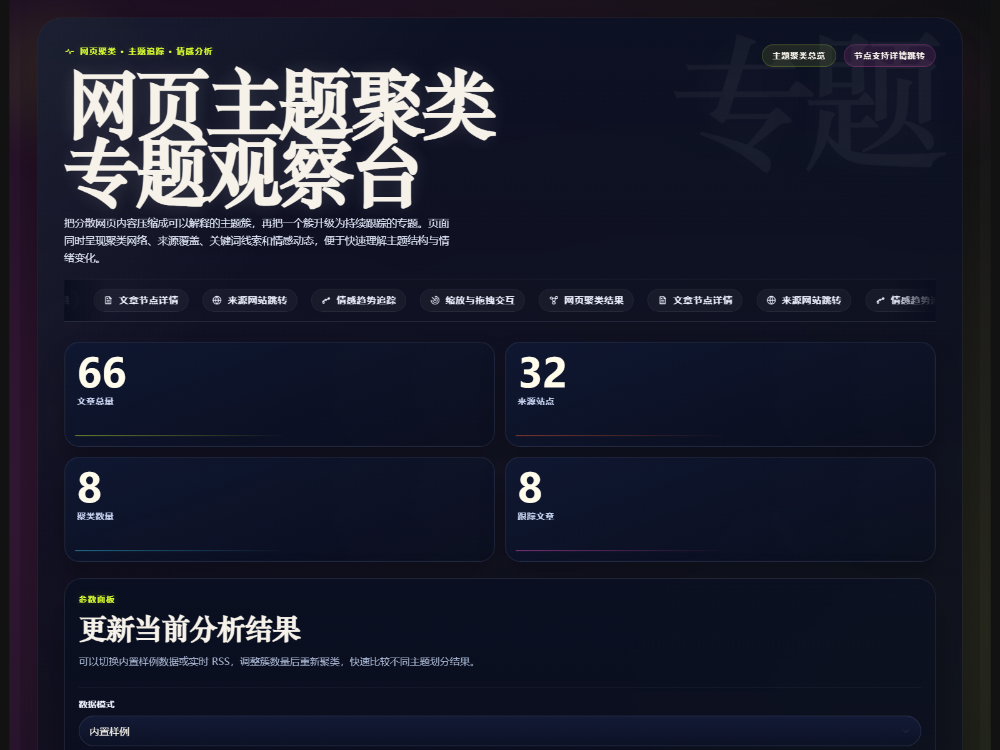 网页聚类 • 主题追踪 • 情感分析
主题聚类总览
节点支持详情跳转
专题
网页主题聚类
专题观察台
把分散网页内容压缩成可以解释的主题簇，再把一个簇升级为持续跟踪的专题。页面
同时呈现聚类网络、来源覆盖、关键词线索和情感动态，便于快速理解主题结构与情
绪变化。
果 文章节点详情 来源网站跳转 情感趋势追踪 缩放与拖拽交互 网页聚类结果 文章节点详情 来源网站跳转 情感趋势
66
文章总量
32
来源站点
8
聚类数量
8
跟踪文章
参数面板
更新当前分析结果
可以切换内置样例数据或实时 RSS，调整簇数量后重新聚类，快速比较不同主题划分结果。
数据模式
内置样例